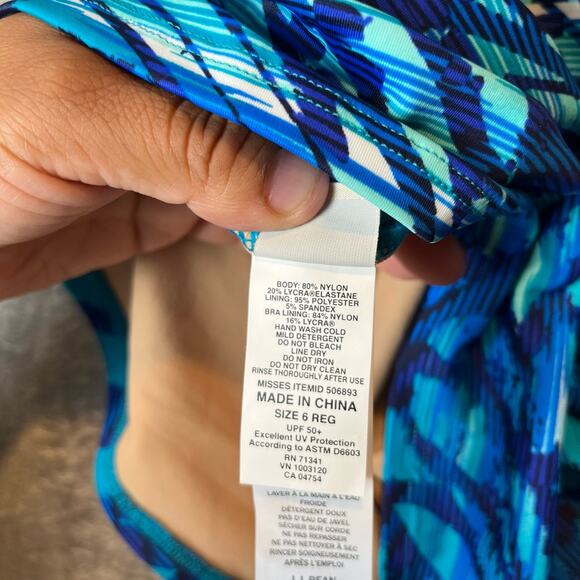 BODY: 80% NYLON
20% LYCRA®ELASTANE
LINING: 95% POLYESTER
5% SPANDEX
BRA LINING: 84% NYLON
16% LYCRA®
HAND WASH COLD
MILD DETERGENT
DO NOT BLEACH
LINE DRY
DO NOT IRON
DO NOT DRY CLEAN
RINSE THOROUGHLY AFTER USE
MISSES ITEMID 506893
MADE IN CHINA
SIZE 6 REG
UPF 50+
Excellent UV Protection
According to ASTM D6603
RN 71341
VN 1003120
CA 04754
LAVER À LA MAIN À L'EAU
FROIDE
DÉTERGENT DOUX
PAS D'EAU DE JAVEL
SÉCHER SUR CORDE
NE PAS REPASSER
NE PAS NETTOYER À SEC
RINCER SOIGNEUSEMENT
APRÈS L'EMPLOI
L.L.BEAN